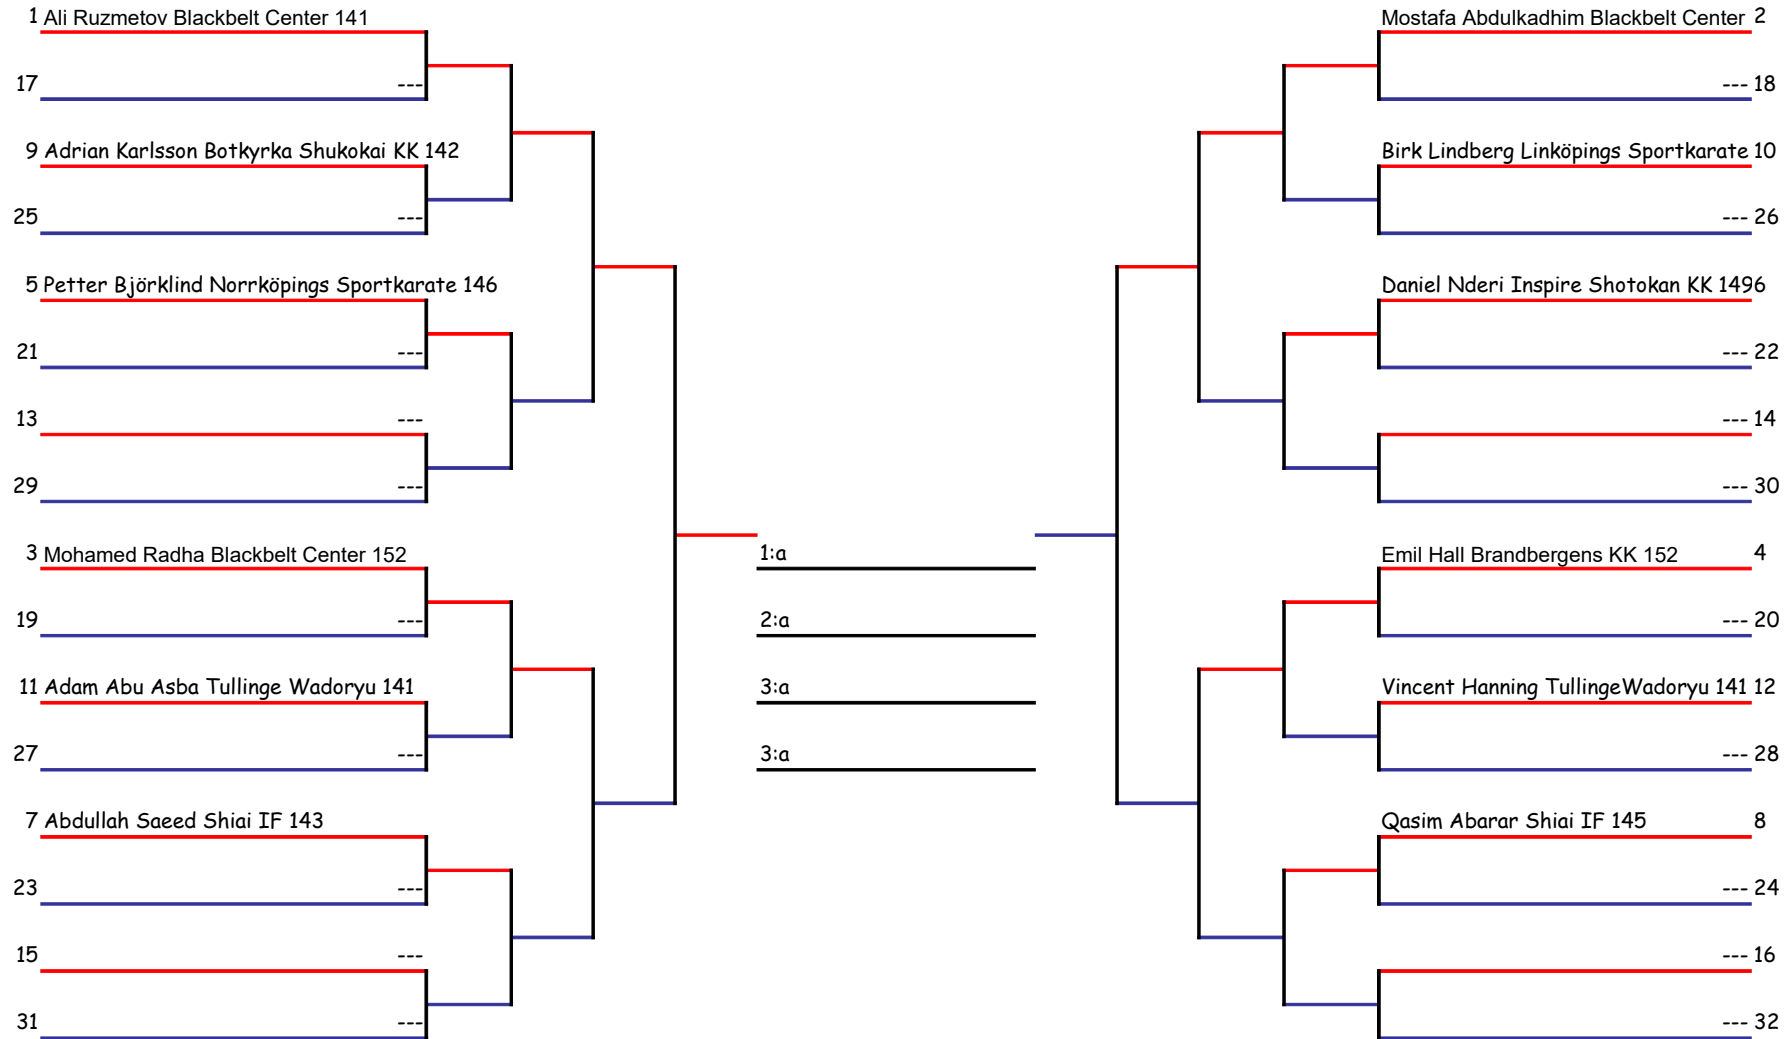 1 Ali Ruzmetov Blackbelt Center 141
17 ---
9 Adrian Karlsson Botkyrka Shukokai KK 142
25 ---
5 Petter Björklind Norrköpings Sportkarate 146
21 ---
13 ---
29 ---
3 Mohamed Radha Blackbelt Center 152
19 ---
11 Adam Abu Asba Tullinge Wadoryu 141
27 ---
7 Abdullah Saeed Shiai IF 143
23 ---
15 ---
31 ---
1:a
2:a
3:a
3:a
Mostafa Abdulkadhim Blackbelt Center 2
--- 18
Birk Lindberg Linköpings Sportkarate 10
--- 26
Daniel Nderi Inspire Shotokan KK 1496
--- 22
--- 14
--- 30
Emil Hall Brandbergens KK 152 4
--- 20
Vincent Hanning TullingeWadoryu 141 12
--- 28
Qasim Abarar Shiai IF 145 8
--- 24
--- 16
--- 32